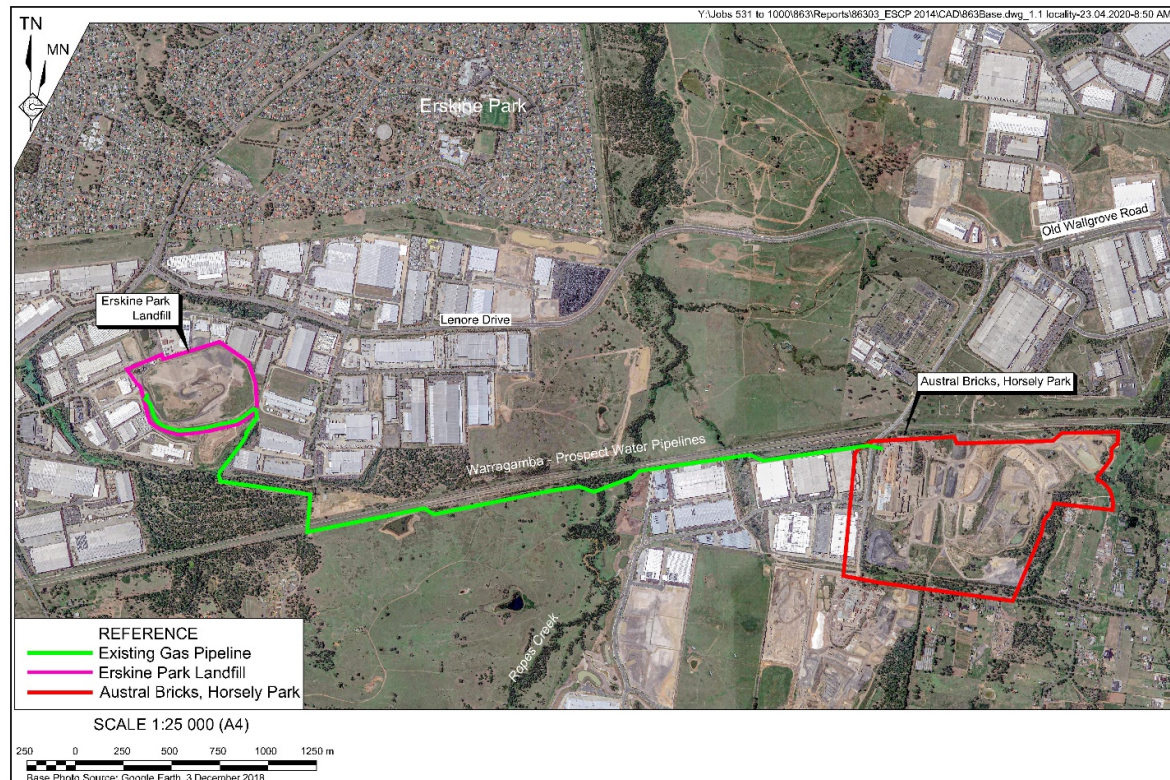 Y:\Jobs 531 to 1000\863\Reports\86303_ESCP 2014\CAD\863Base.dwg_1.1 locality-23.04.2020-8:50 AM
TN
MN
Erskine Park
Old Wallgrove Road
Erskine Park
Landfill
Lenore Drive
Austral Bricks, Horsely Park
Warragamba - Prospect Water Pipelines
Ropes Creek
REFERENCE
Existing Gas Pipeline
Erskine Park Landfill
Austral Bricks, Horsely Park
SCALE 1:25 000 (A4)
250 0 250 500 750 1000 1250 m
Base Photo Source: Google Earth, 3 December 2018